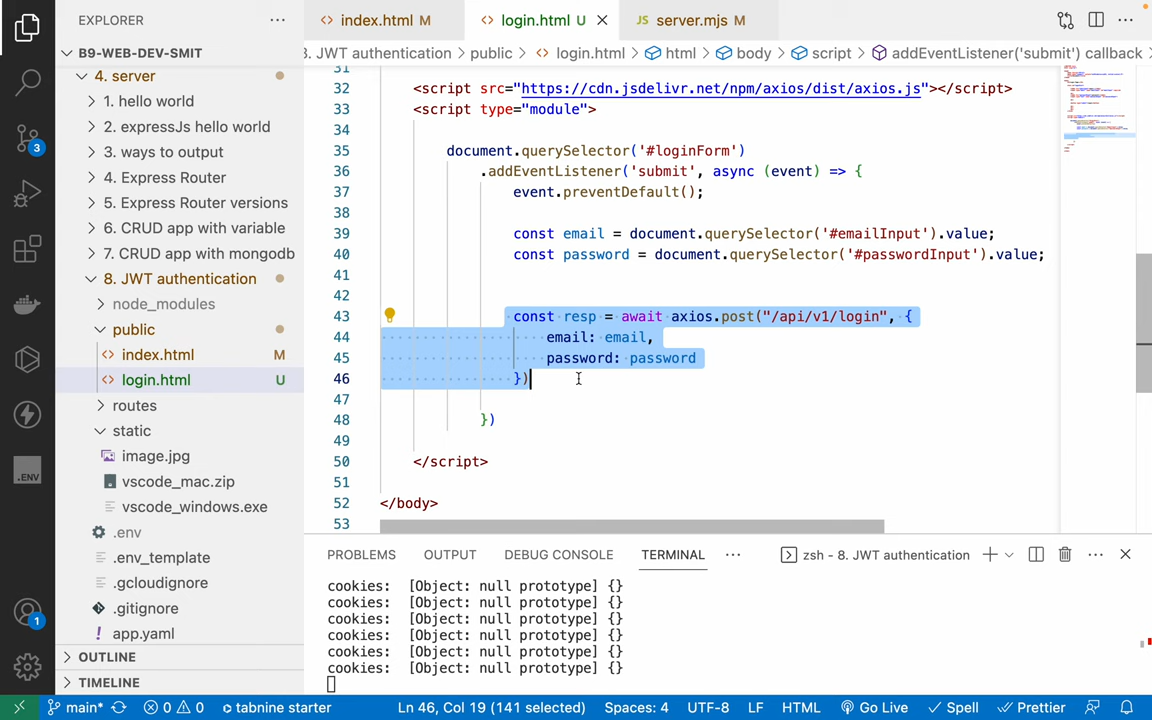 EXPLORER
B9-WEB-DEV-SMIT
4. server
1. hello world
2. expressJs hello world
3. ways to output
4. Express Router
5. Express Router versions
6. CRUD app with variable
7. CRUD app with mongodb
8. JWT authentication
node_modules
public
index.html M
login.html U
routes
static
image.jpg
vscode_mac.zip
vscode_windows.exe
.env
.env_template
.gcloudignore
.gitignore
app.yaml
OUTLINE
TIMELINE
3
.ENV
1
index.html M
login.html U
server.mjs M
3. JWT authentication > public > login.html > html > body > script > addEventListener('submit') callback
31
32 <script src="https://cdn.jsdelivr.net/npm/axios/dist/axios.js"></script>
33 <script type="module">
34
35 document.querySelector('#loginForm')
36 .addEventListener('submit', async (event) => {
37 event.preventDefault();
38
39 const email = document.querySelector('#emailInput').value;
40 const password = document.querySelector('#passwordInput').value;
41
42
43 const resp = await axios.post("/api/v1/login", {
44 email: email,
45 password: password
46 })
47
48 })
49
50 </script>
51
52 </body>
53
PROBLEMS OUTPUT DEBUG CONSOLE TERMINAL zsh - 8. JWT authentication
cookies: [Object: null prototype] {}
cookies: [Object: null prototype] {}
cookies: [Object: null prototype] {}
cookies: [Object: null prototype] {}
cookies: [Object: null prototype] {}
cookies: [Object: null prototype] {}
main* 0 0 tabnine starter Ln 46, Col 19 (141 selected) Spaces: 4 UTF-8 LF HTML Go Live Spell Prettier